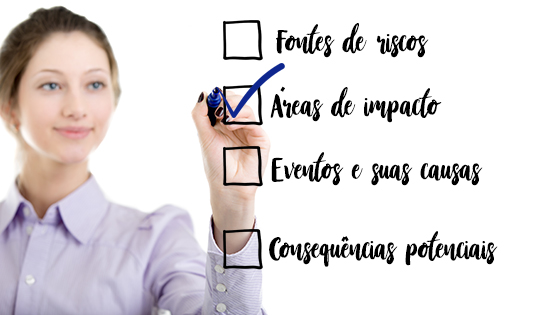 Fontes de riscos
Áreas de impacto
Eventos e suas causas
Consequências potenciais